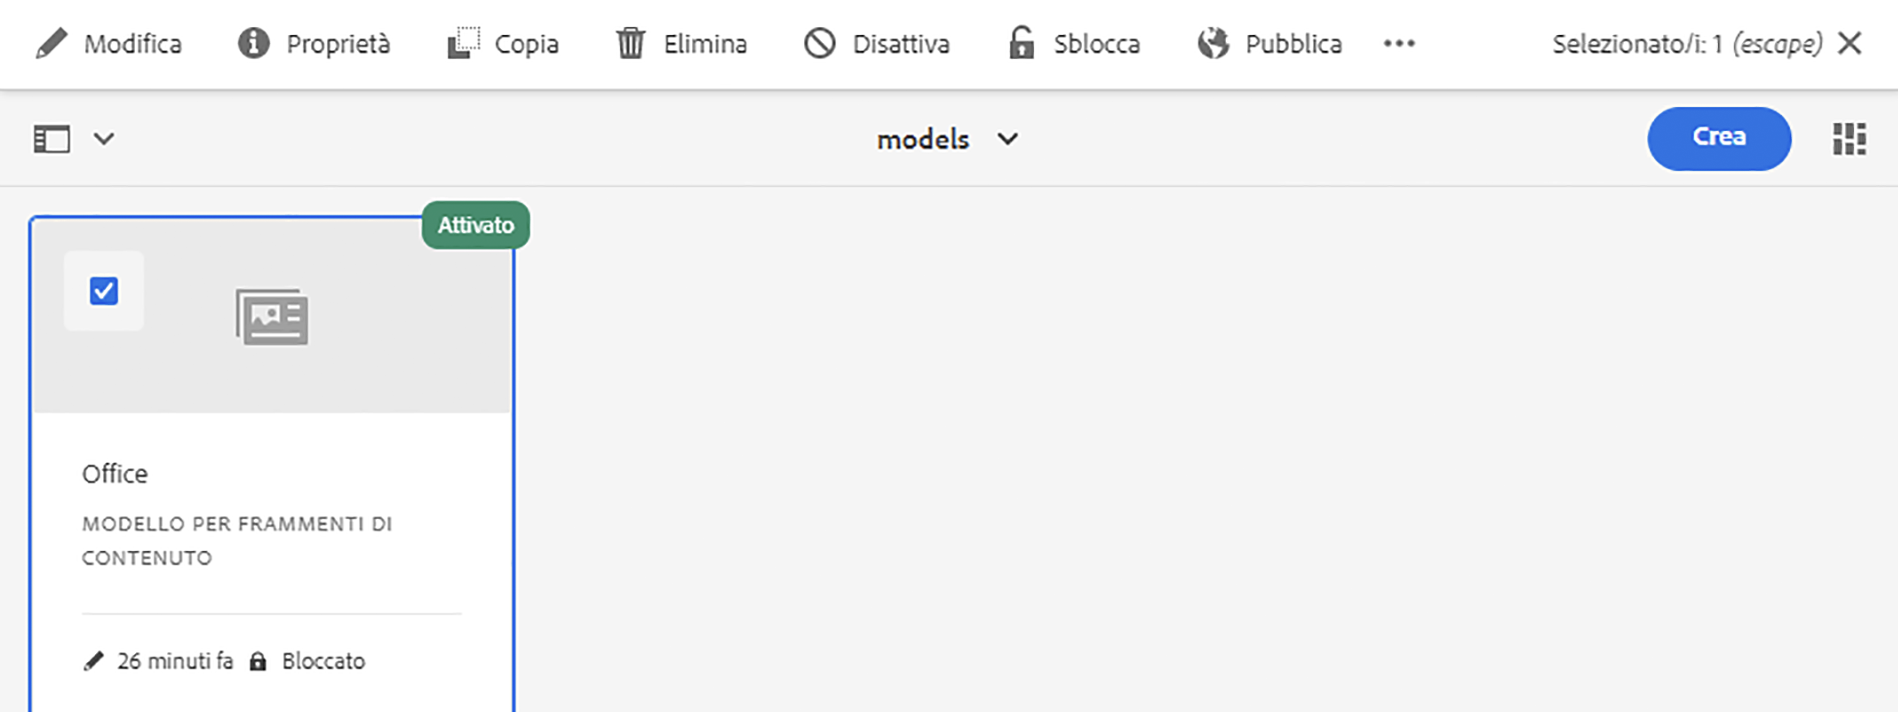 Modifica Proprietà Copia Elimina Disattiva Sblocca Pubblica Selezionato/i: 1 (escape)
models Crea
Attivato
Office
MODELLO PER FRAMMENTI DI
CONTENUTO
26 minuti fa Bloccato